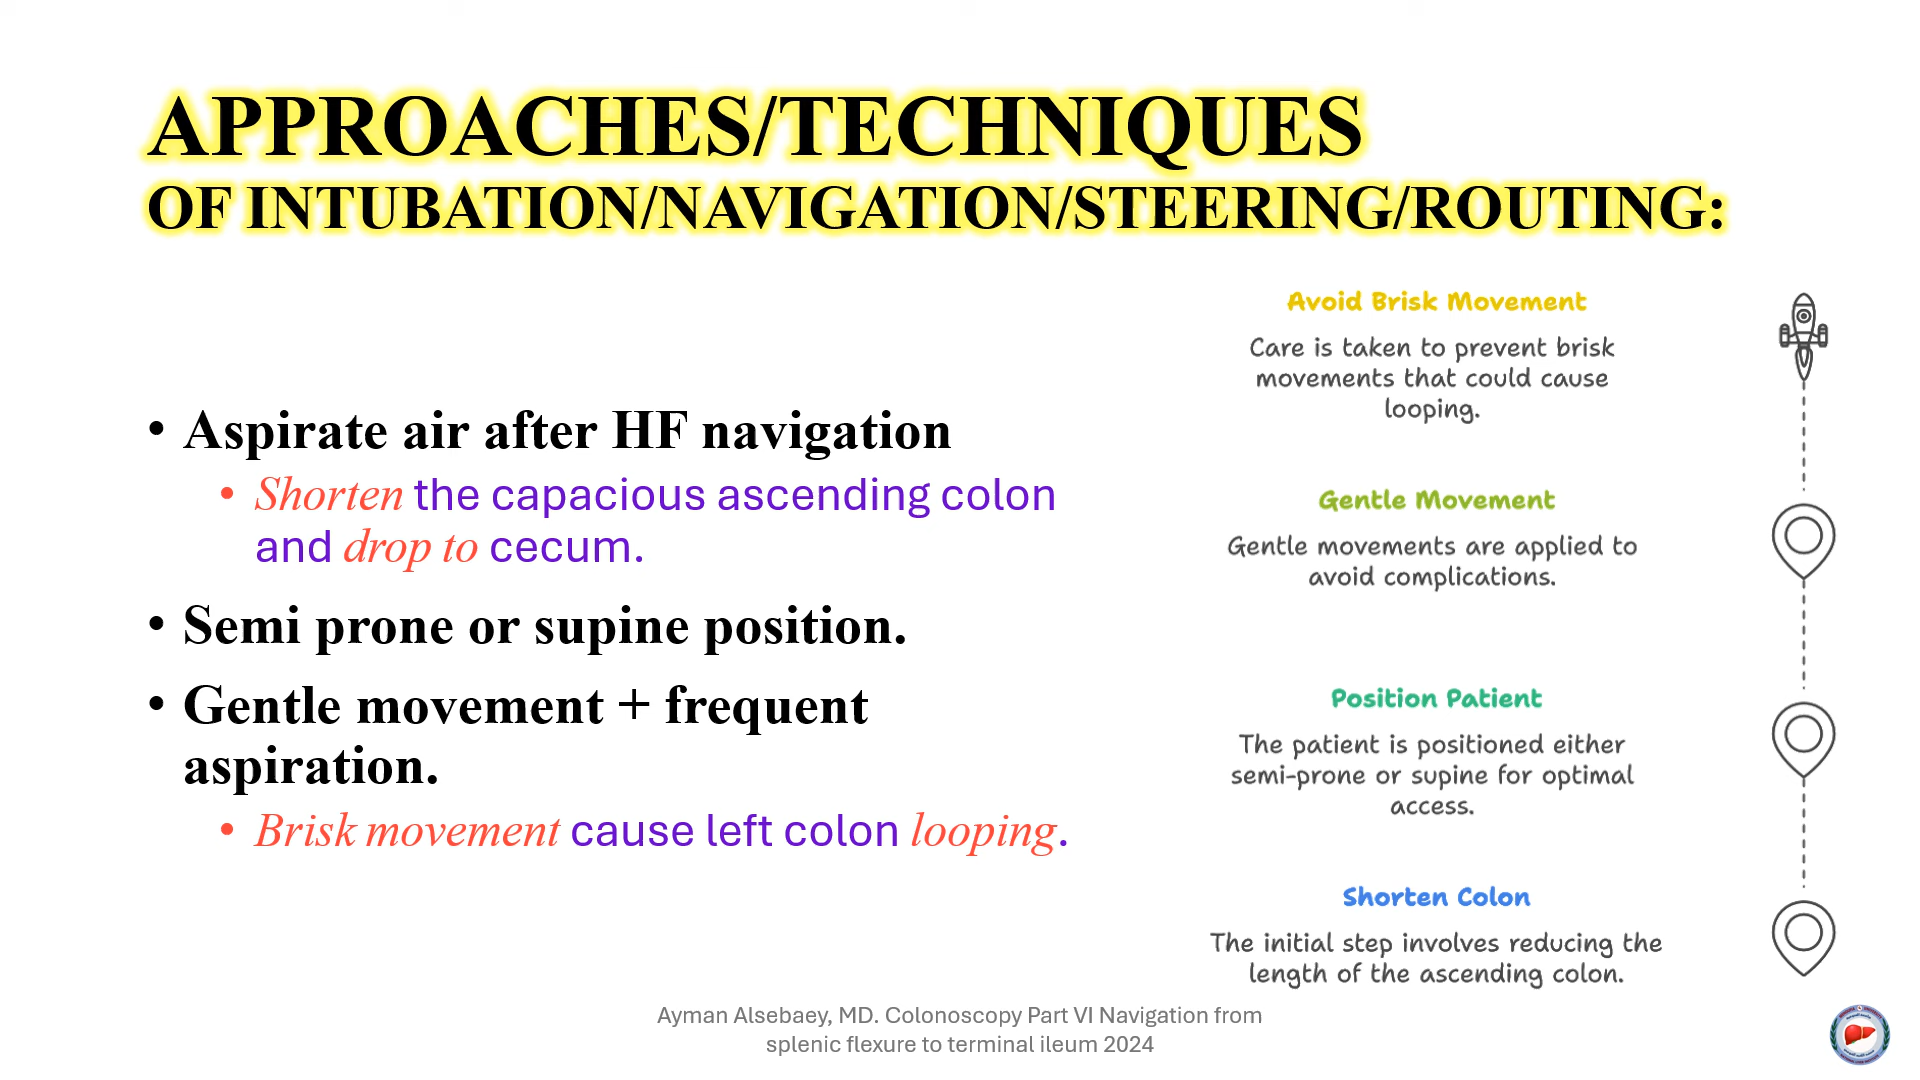 APPROACHES/TECHNIQUES
OF INTUBATION/NAVIGATION/STEERING/ROUTING:
• Aspirate air after HF navigation
• Shorten the capacious ascending colon
and drop to cecum.
• Semi prone or supine position.
• Gentle movement + frequent
aspiration.
• Brisk movement cause left colon looping.
Avoid Brisk Movement
Care is taken to prevent brisk
movements that could cause
looping.
Gentle Movement
Gentle movements are applied to
avoid complications.
Position Patient
The patient is positioned either
semi-prone or supine for optimal
access.
Shorten Colon
The initial step involves reducing the
length of the ascending colon.
Ayman Alsebaey, MD. Colonoscopy Part VI Navigation from
splenic flexure to terminal ileum 2024